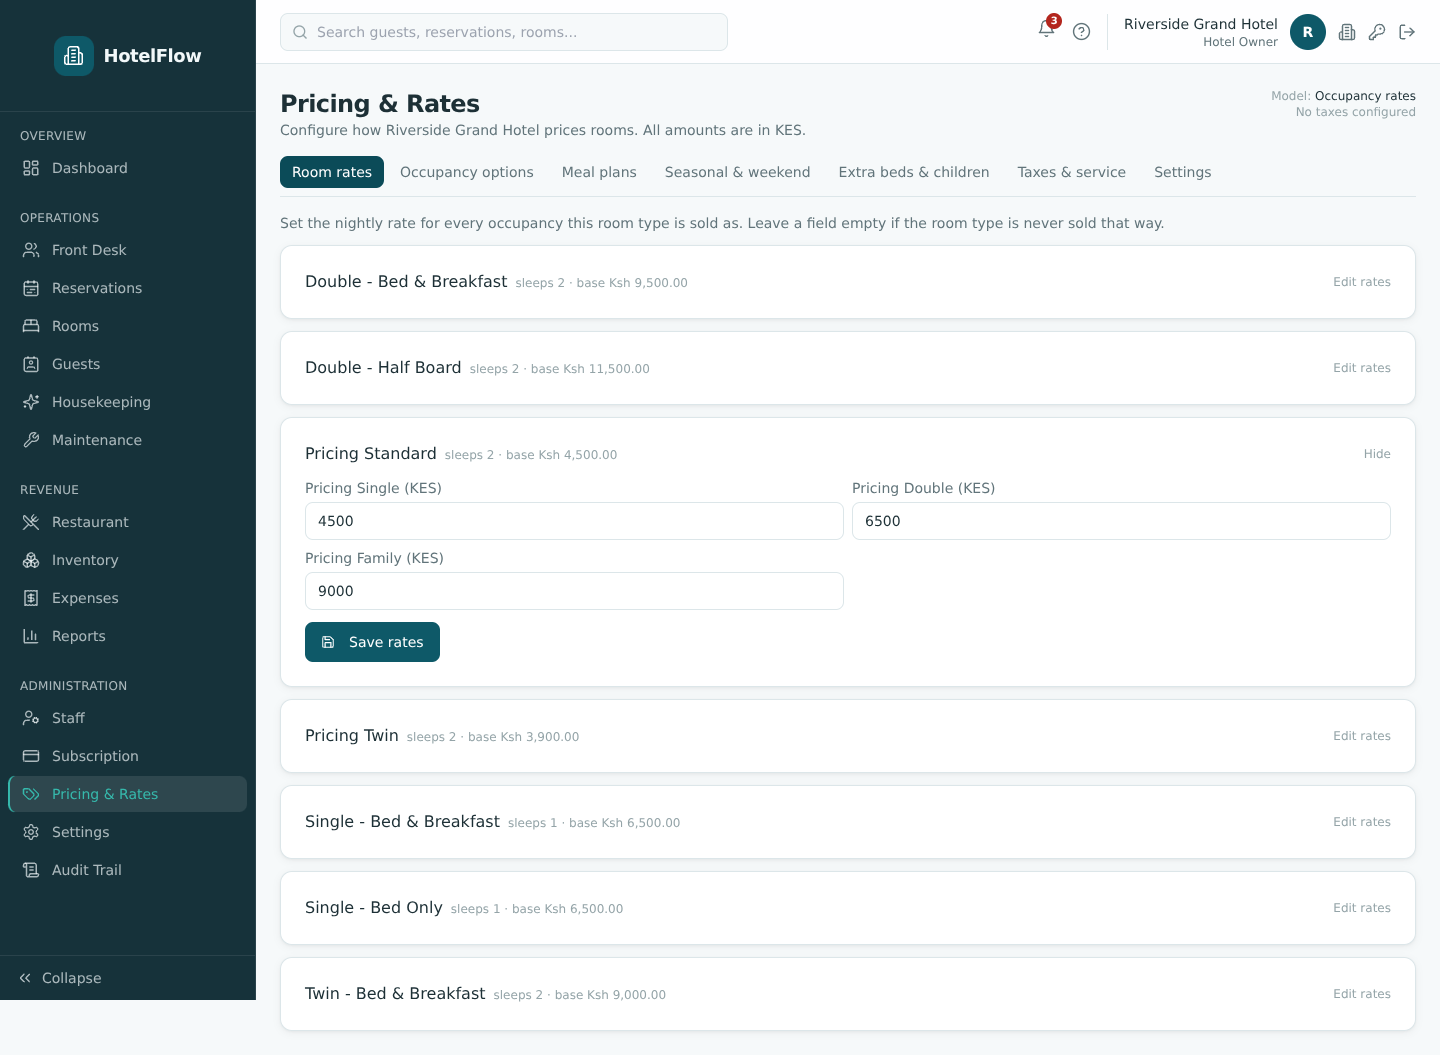 HotelFlow
Search guests, reservations, rooms...
3
Riverside Grand Hotel
Hotel Owner
R
OVERVIEW
Dashboard
OPERATIONS
Front Desk
Reservations
Rooms
Guests
Housekeeping
Maintenance
REVENUE
Restaurant
Inventory
Expenses
Reports
ADMINISTRATION
Staff
Subscription
Pricing & Rates
Settings
Audit Trail
Collapse
Pricing & Rates
Configure how Riverside Grand Hotel prices rooms. All amounts are in KES.
Model: Occupancy rates
No taxes configured
Room rates Occupancy options Meal plans Seasonal & weekend Extra beds & children Taxes & service Settings
Set the nightly rate for every occupancy this room type is sold as. Leave a field empty if the room type is never sold that way.
Double - Bed & Breakfast sleeps 2 · base Ksh 9,500.00 Edit rates
Double - Half Board sleeps 2 · base Ksh 11,500.00 Edit rates
Pricing Standard sleeps 2 · base Ksh 4,500.00 Hide
Pricing Single (KES) Pricing Double (KES)
4500 6500
Pricing Family (KES)
9000
Save rates
Pricing Twin sleeps 2 · base Ksh 3,900.00 Edit rates
Single - Bed & Breakfast sleeps 1 · base Ksh 6,500.00 Edit rates
Single - Bed Only sleeps 1 · base Ksh 6,500.00 Edit rates
Twin - Bed & Breakfast sleeps 2 · base Ksh 9,000.00 Edit rates